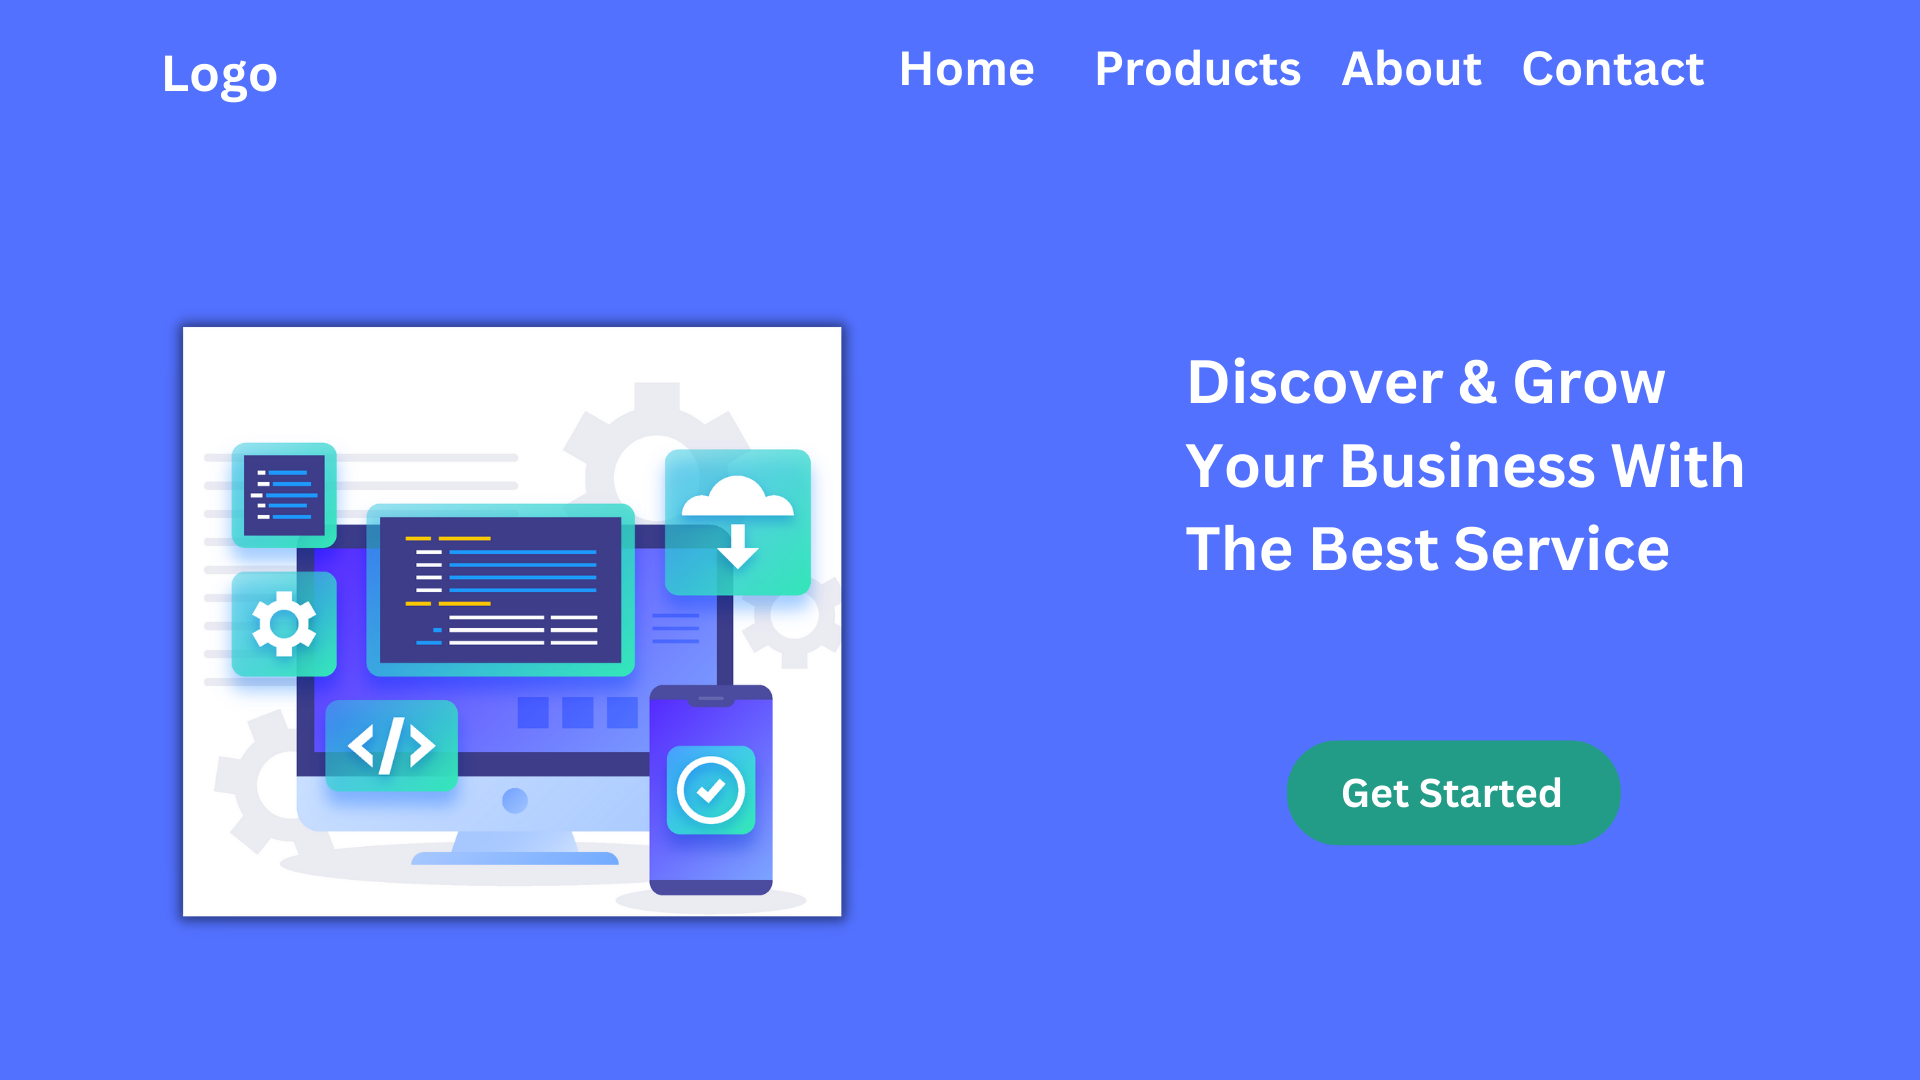 Logo
Home Products About Contact
Discover & Grow
Your Business With
The Best Service
Get Started